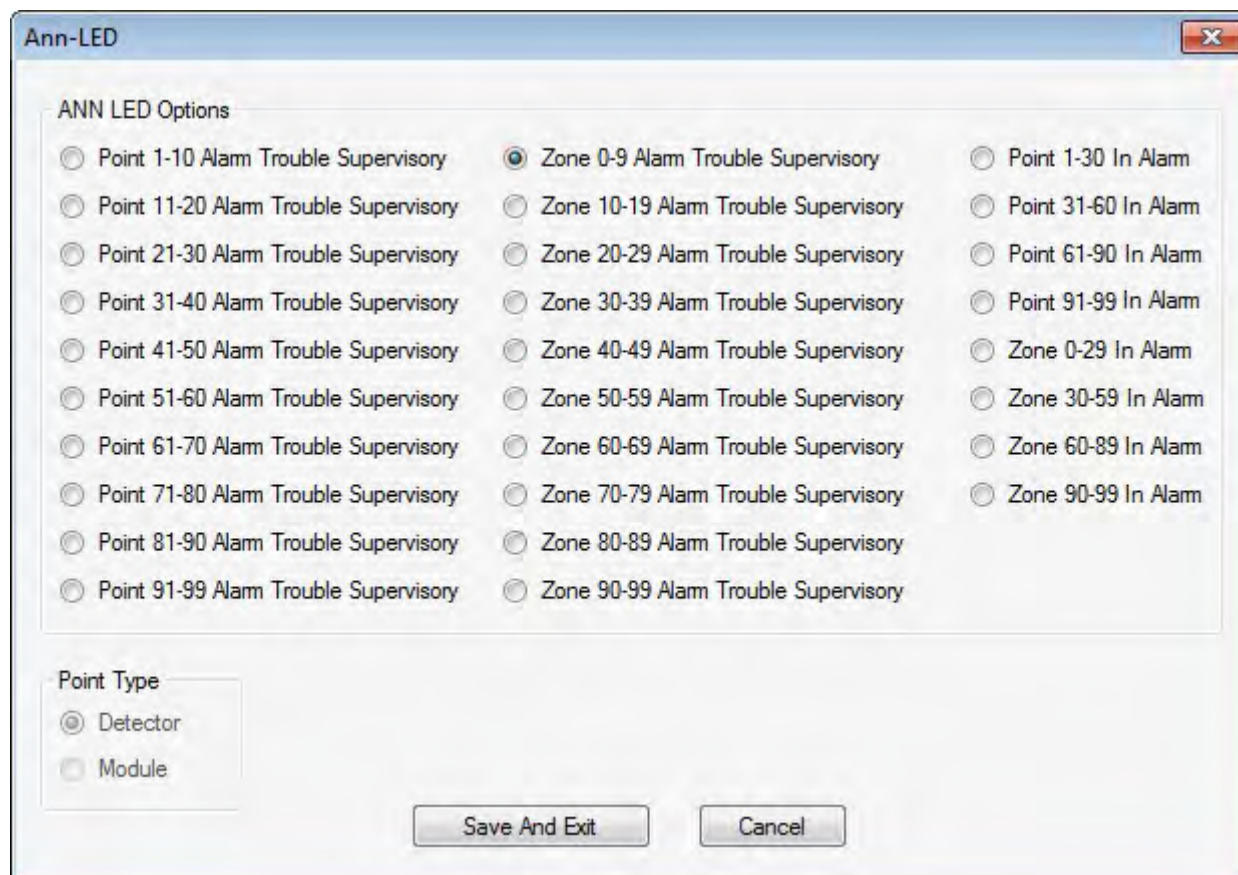 Ann-LED
ANN LED Options
Point 1-10 Alarm Trouble Supervisory
Point 11-20 Alarm Trouble Supervisory
Point 21-30 Alarm Trouble Supervisory
Point 31-40 Alarm Trouble Supervisory
Point 41-50 Alarm Trouble Supervisory
Point 51-60 Alarm Trouble Supervisory
Point 61-70 Alarm Trouble Supervisory
Point 71-80 Alarm Trouble Supervisory
Point 81-90 Alarm Trouble Supervisory
Point 91-99 Alarm Trouble Supervisory
Zone 0-9 Alarm Trouble Supervisory
Zone 10-19 Alarm Trouble Supervisory
Zone 20-29 Alarm Trouble Supervisory
Zone 30-39 Alarm Trouble Supervisory
Zone 40-49 Alarm Trouble Supervisory
Zone 50-59 Alarm Trouble Supervisory
Zone 60-69 Alarm Trouble Supervisory
Zone 70-79 Alarm Trouble Supervisory
Zone 80-89 Alarm Trouble Supervisory
Zone 90-99 Alarm Trouble Supervisory
Point 1-30 In Alarm
Point 31-60 In Alarm
Point 61-90 In Alarm
Point 91-99 In Alarm
Zone 0-29 In Alarm
Zone 30-59 In Alarm
Zone 60-89 In Alarm
Zone 90-99 In Alarm
Point Type
Detector
Module
Save And Exit
Cancel